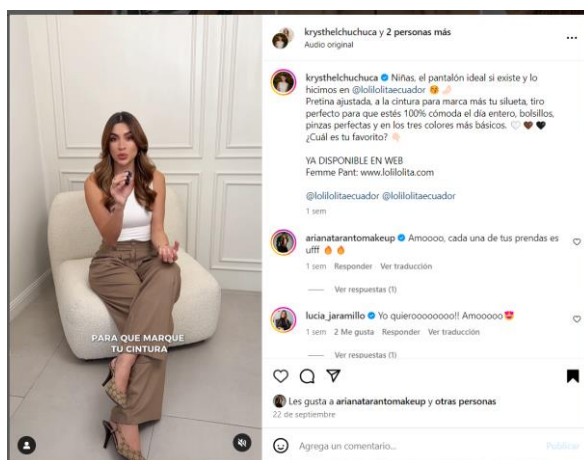 krysthelchuchuca y 2 personas más
Audio original
krysthelchuchuca Niñas, el pantalón ideal si existe y lo
hicimos en @lolilolitaecuador
Pretina ajustada, a la cintura para marca más tu silueta, tiro
perfecto para que estés 100% cómoda el día entero, bolsillos,
pinzas perfectas y en los tres colores más básicos.
¿Cuál es tu favorito?
YA DISPONIBLE EN WEB
Femme Pant: www.lolilolita.com
@lolilolitaecuador @lolilolitaecuador
1 sem
arianatarantomakeup Amoooo, cada una de tus prendas es
ufff
1 sem Responder Ver traducción
Ver respuestas (1)
lucia_jaramillo Yo quierooooooooo!! Amooooo
1 sem 2 Me gusta Responder Ver traducción
Ver respuestas (1)
PARA QUE MARQUE
TU CINTURA
Les gusta a arianatarantomakeup y otras personas
22 de septiembre
Agrega un comentario...
Publicar